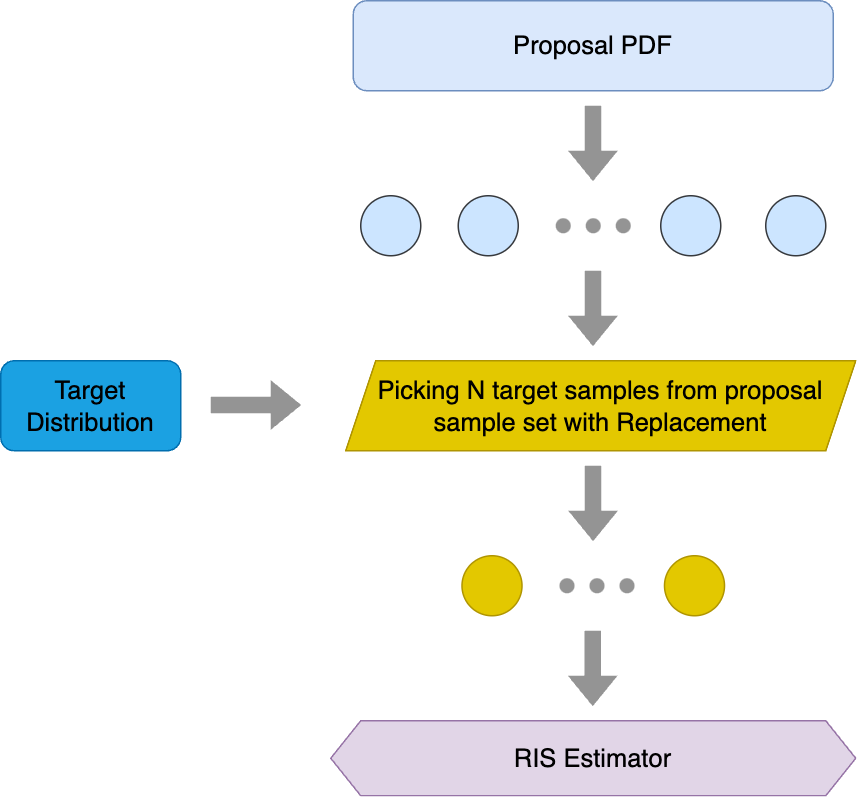 Proposal PDF
Target
Distribution
Picking N target samples from proposal
sample set with Replacement
RIS Estimator